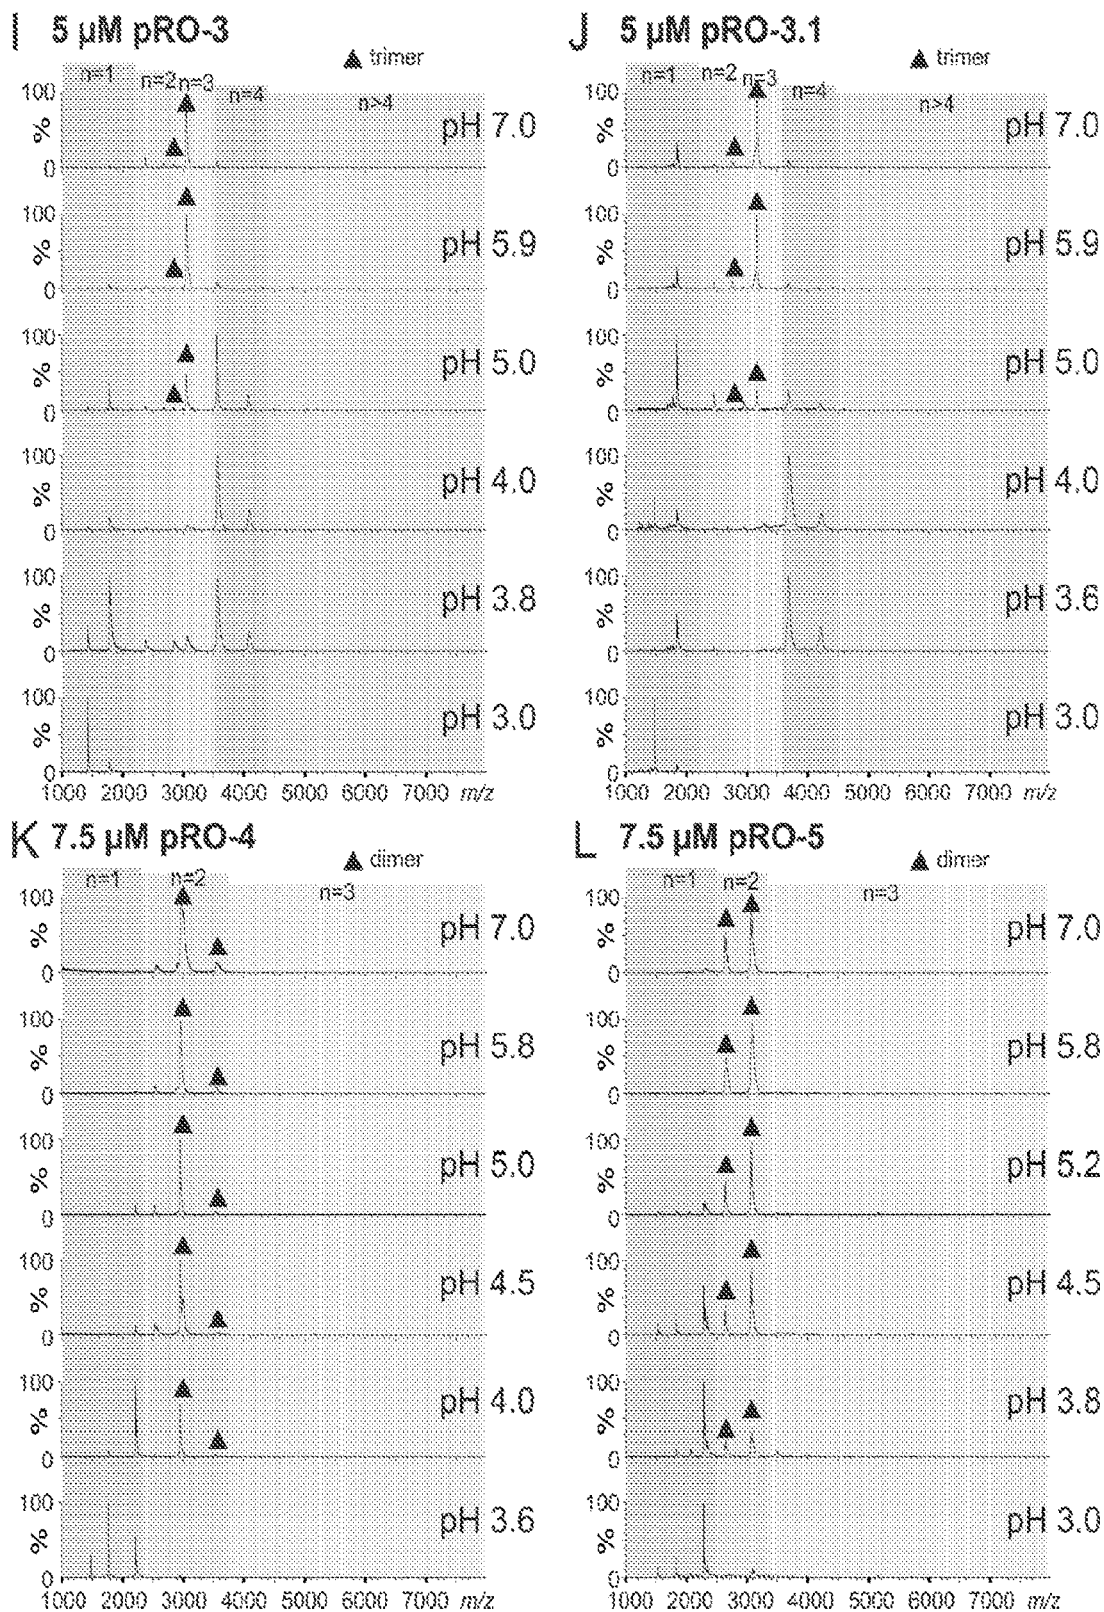 I 5 µM pRO-3
▲ trimer
n=1 n=2 n=3 n=4 n>4
100 % 0 pH 7.0
100 % 0 pH 5.9
100 % 0 pH 5.0
100 % 0 pH 4.0
100 % 0 pH 3.8
100 % 0 pH 3.0
1000 2000 3000 4000 5000 6000 7000 m/z
J 5 µM pRO-3.1
▲ trimer
n=1 n=2 n=3 n=4 n>4
100 % 0 pH 7.0
100 % 0 pH 5.9
100 % 0 pH 5.0
100 % 0 pH 4.0
100 % 0 pH 3.6
100 % 0 pH 3.0
1000 2000 3000 4000 5000 6000 7000 m/z
K 7.5 µM pRO-4
▲ dimer
n=1 n=2 n=3
100 % 0 pH 7.0
100 % 0 pH 5.8
100 % 0 pH 5.0
100 % 0 pH 4.5
100 % 0 pH 4.0
100 % 0 pH 3.6
1000 2000 3000 4000 5000 6000 7000 m/z
L 7.5 µM pRO-5
▲ dimer
n=1 n=2 n=3
100 % 0 pH 7.0
100 % 0 pH 5.8
100 % 0 pH 5.2
100 % 0 pH 4.5
100 % 0 pH 3.8
100 % 0 pH 3.0
1000 2000 3000 4000 5000 6000 7000 m/z